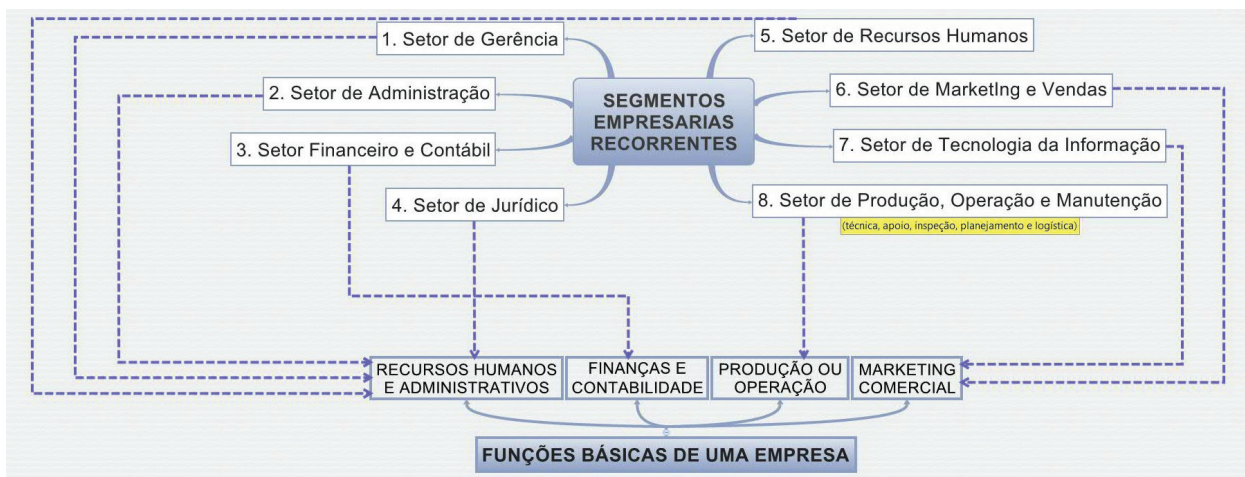 1. Setor de Gerência
2. Setor de Administração
3. Setor Financeiro e Contábil
4. Setor de Jurídico
SEGMENTOS
EMPRESARIAS
RECORRENTES
5. Setor de Recursos Humanos
6. Setor de MarketIng e Vendas
7. Setor de Tecnologia da Informação
8. Setor de Produção, Operação e Manutenção
(técnica, apoio, inspeção, planejamento e logística)
RECURSOS HUMANOS
E ADMINISTRATIVOS
FINANÇAS E
CONTABILIDADE
PRODUÇÃO OU
OPERAÇÃO
MARKETING
COMERCIAL
FUNÇÕES BÁSICAS DE UMA EMPRESA